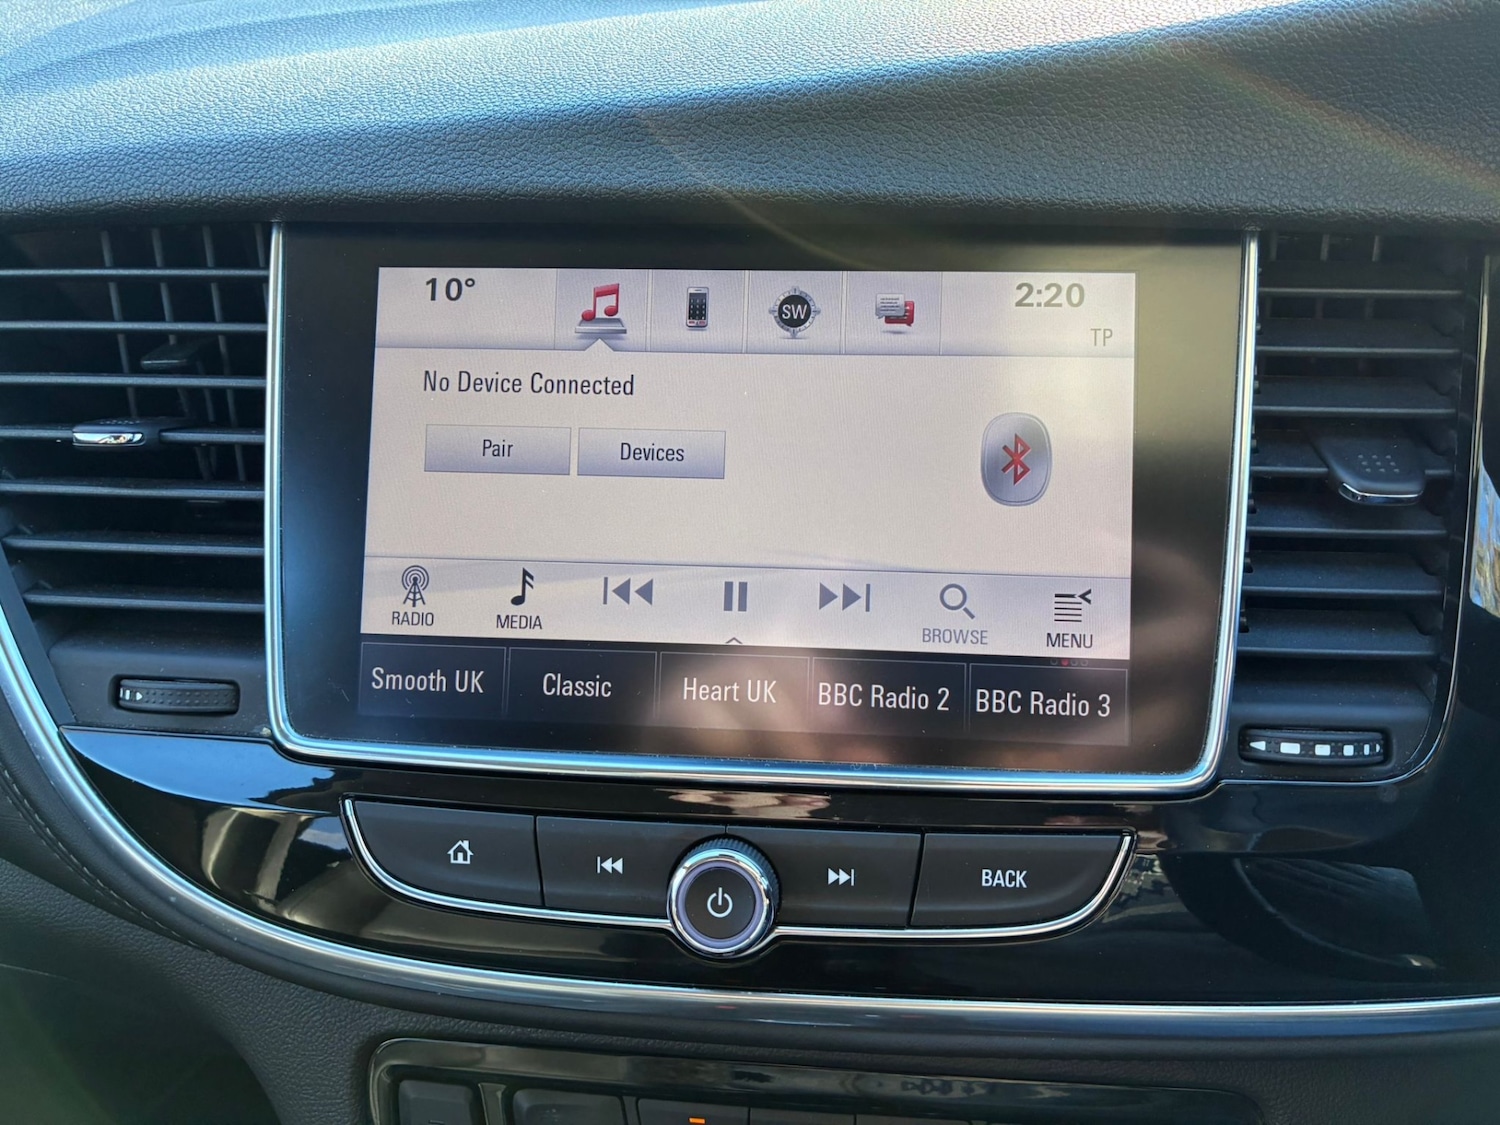 10°
SW
2:20
TP
No Device Connected
Pair
Devices
RADIO
MEDIA
BROWSE
MENU
Smooth UK
Classic
Heart UK
BBC Radio 2
BBC Radio 3
BACK